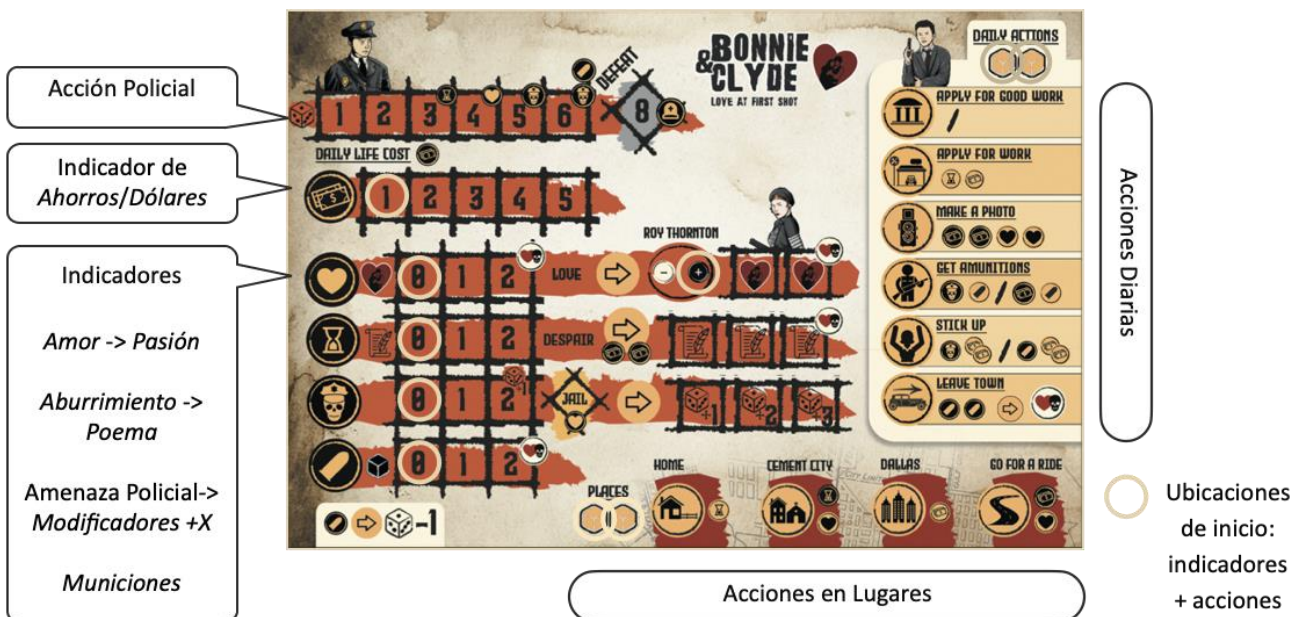 Acción Policial
Indicador de
Ahorros/Dólares
Indicadores
Amor -> Pasión
Aburrimiento ->
Poema
Amenaza Policial->
Modificadores +X
Municiones
BONNIE
& CLYDE
LOVE AT FIRST SHOT
DEFEAT
1 2 3 4 5 6 8
DAILY LIFE COST
1 2 3 4 5
ROY THORNTON
0 1 2 LOVE - +
0 1 2 DESPAIR
0 1 2 -1 JAIL +1 +2 +3
0 1 2
-1
PLACES
HOME
CEMENT CITY
DALLAS
GO FOR A RIDE
DAILY ACTIONS
APPLY FOR GOOD WORK
/
APPLY FOR WORK
MAKE A PHOTO
GET AMUNITIONS
/
STICK UP
/
LEAVE TOWN
Acciones Diarias
Acciones en Lugares
Ubicaciones
de inicio:
indicadores
+ acciones